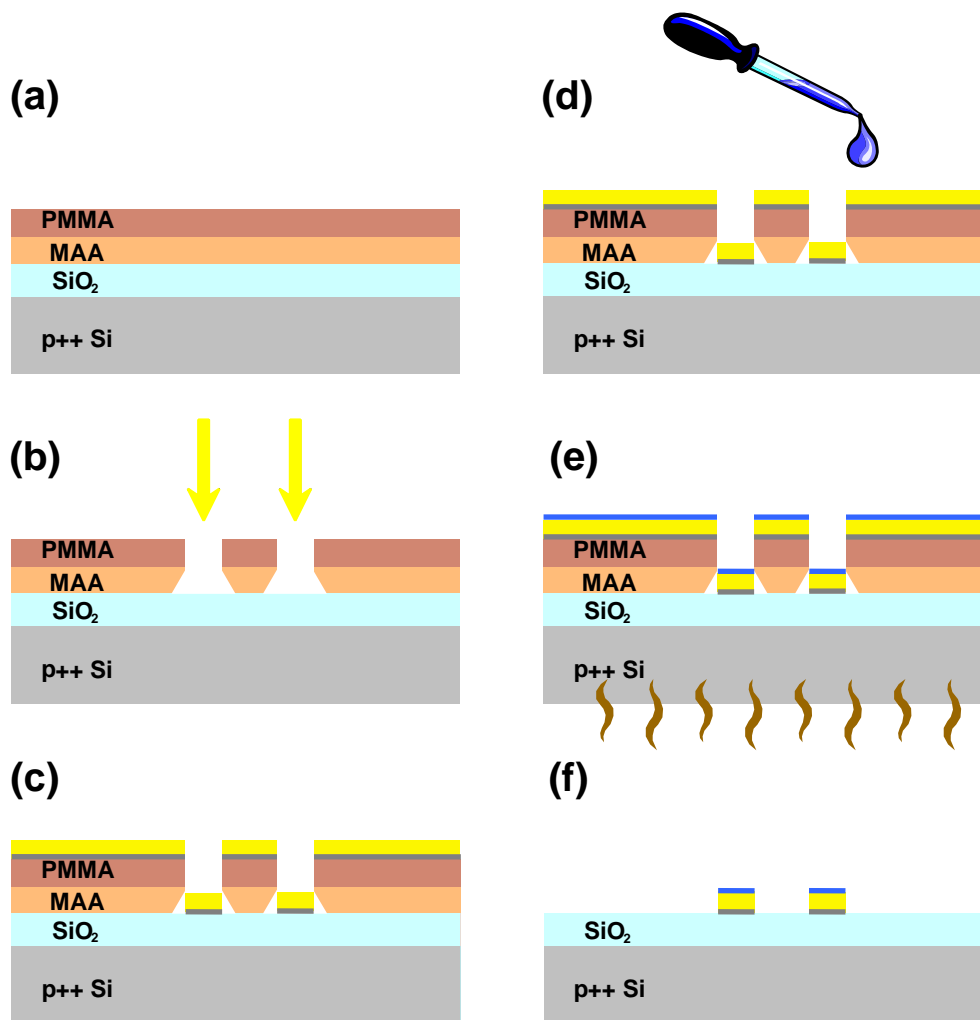 (a)
PMMA
MAA
SiO₂
p++ Si
(b)
PMMA
MAA
SiO₂
p++ Si
(c)
PMMA
MAA
SiO₂
p++ Si
(d)
PMMA
MAA
SiO₂
p++ Si
(e)
PMMA
MAA
SiO₂
p++ Si
(f)
SiO₂
p++ Si